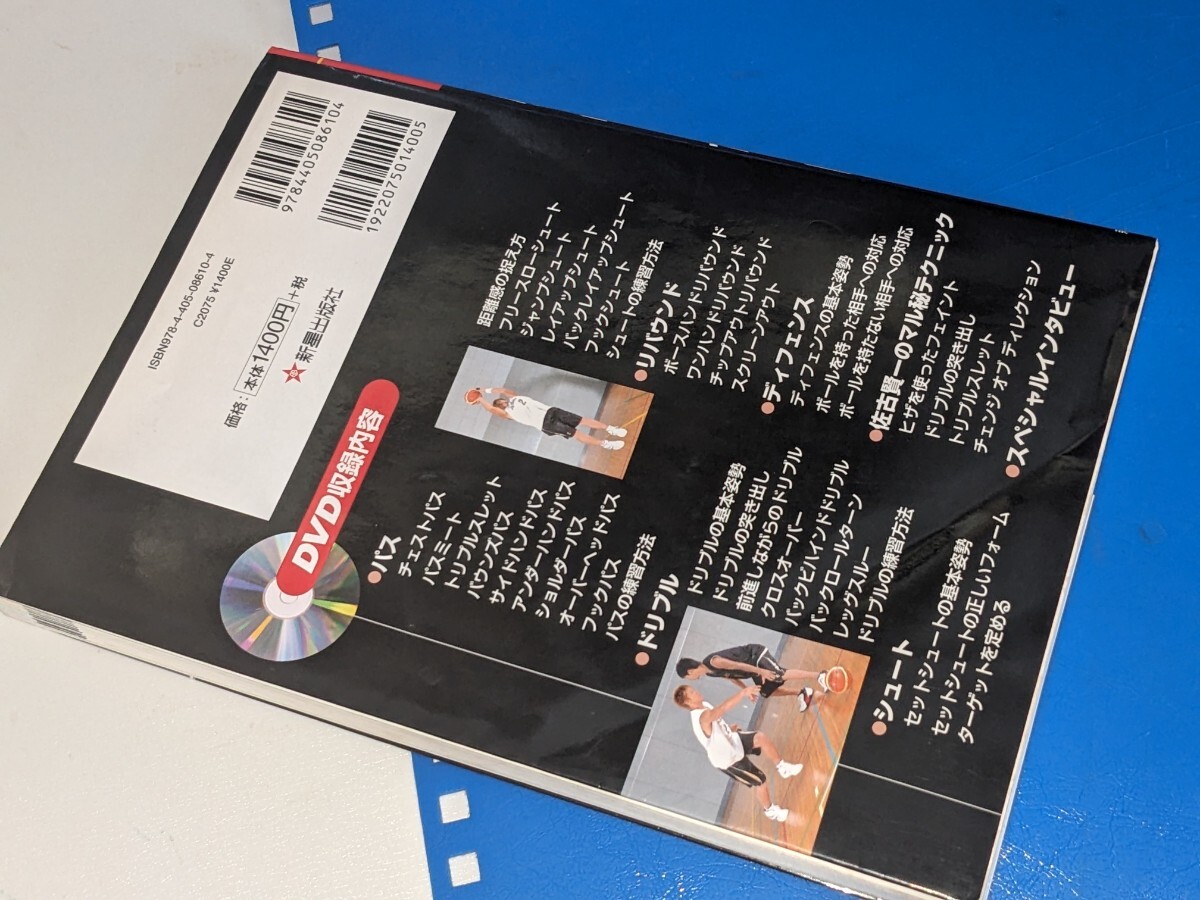 9784405086104
1922075014005
ISBN978-4-405-08610-4
C2075 ¥1400E
価格：本体1400円+税
新星出版社
DVD収録内容
●パス
チェストパス
パスミート
トリプルスレット
バウンズパス
サイドハンドパス
アンダーハンドパス
ショルダーパス
オーバーヘッドパス
フックパス
パスの練習方法
●ドリブル
ドリブルの基本姿勢
ドリブルの突き出し
前進しながらのドリブル
クロスオーバー
バックビハインドドリブル
バックロールターン
レッグスルー
ドリブルの練習方法
●シュート
セットシュートの基本姿勢
セットシュートの正しいフォーム
ターゲットを定める
距離感の捉え方
フリースローシュート
ジャンプシュート
レイアップシュート
バックレイアップシュート
フックシュート
シュートの練習方法
●リバウンド
ボースハンドリバウンド
ワンハンドリバウンド
チップアウトリバウンド
スクリーンアウト
●ディフェンス
ディフェンスの基本姿勢
ボールを持った相手への対応
ボールを持たない相手への対応
●佐古賢一のマル秘テクニック
ヒザを使ったフェイント
ドリブルの突き出し
トリプルスレット
チェンジ オブ ディレクション
●スペシャルインタビュー